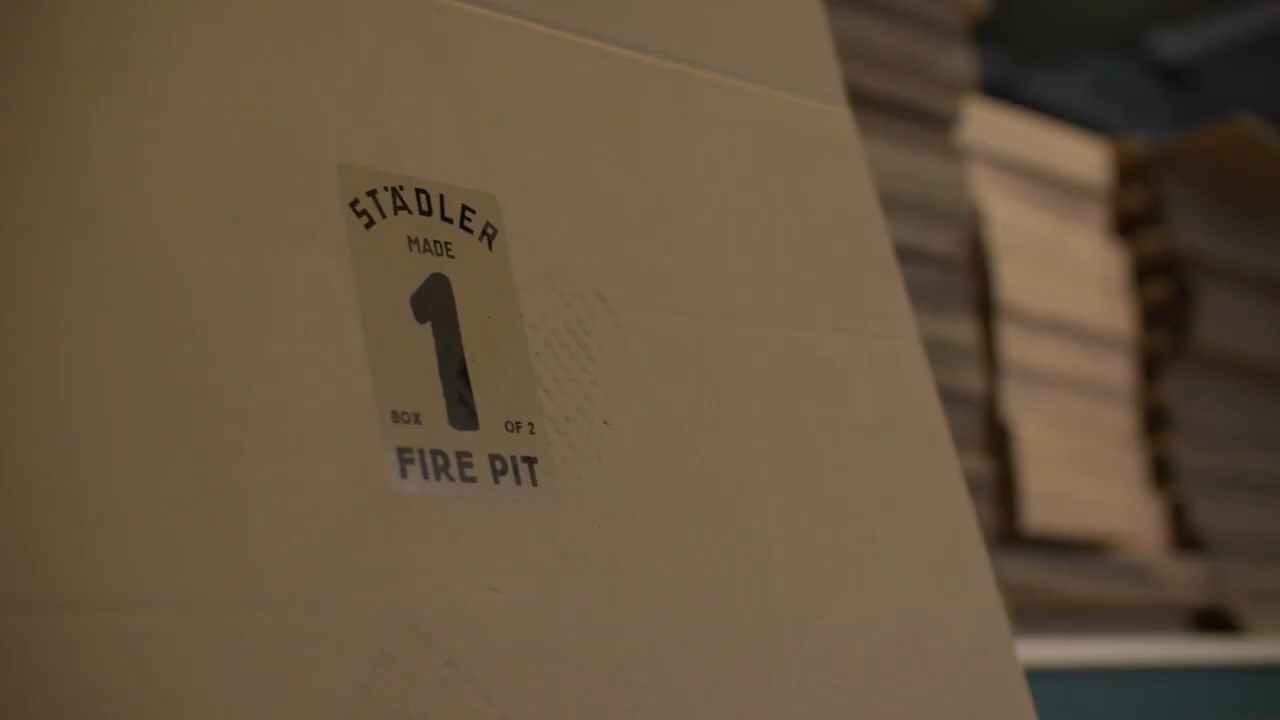 STÄDLER
MADE
1
BOX OF 2
FIRE PIT